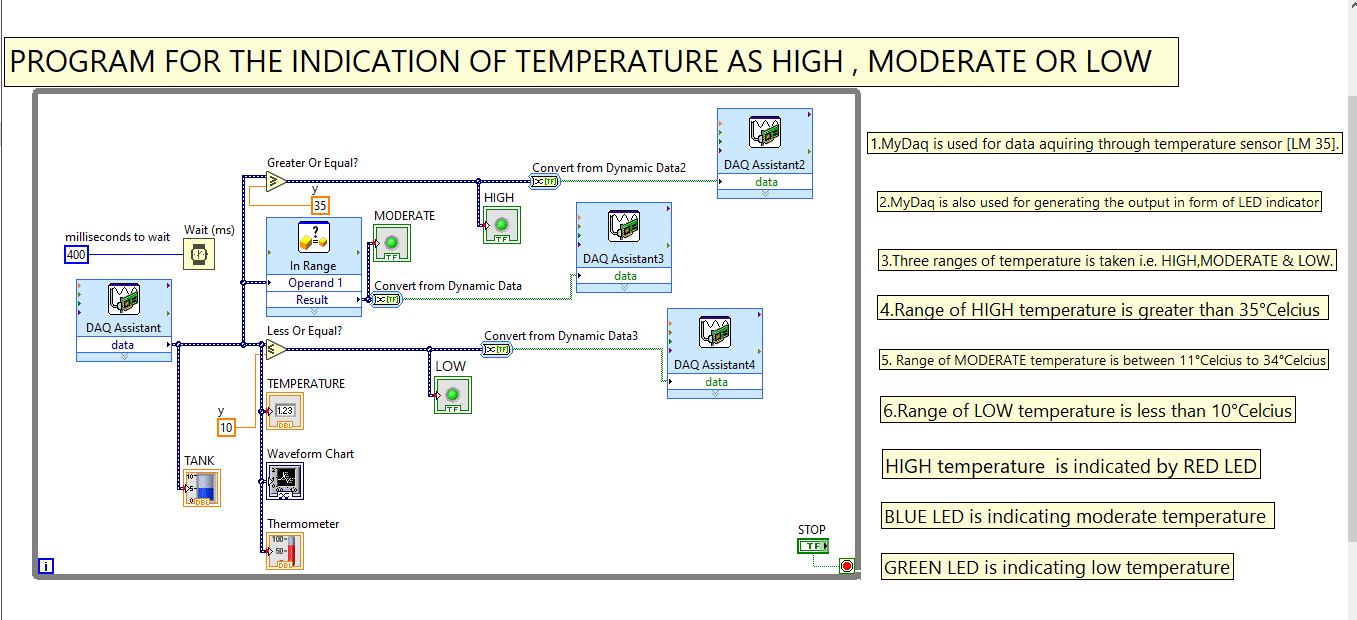 PROGRAM FOR THE INDICATION OF TEMPERATURE AS HIGH , MODERATE OR LOW
Greater Or Equal?
y
35
Convert from Dynamic Data2
DAQ Assistant2
data
HIGH
TF
MODERATE
TF
milliseconds to wait
400
Wait (ms)
?
In Range
Operand 1
Result
Convert from Dynamic Data
DAQ Assistant3
data
DAQ Assistant
data
Less Or Equal?
Convert from Dynamic Data3
DAQ Assistant4
data
LOW
TF
TEMPERATURE
1.23
DBL
y
10
Waveform Chart
TANK
10
5
0
DBL
Thermometer
100
50
DBL
STOP
TF
i
1.MyDaq is used for data aquiring through temperature sensor [LM 35].
2.MyDaq is also used for generating the output in form of LED indicator
3.Three ranges of temperature is taken i.e. HIGH,MODERATE & LOW.
4.Range of HIGH temperature is greater than 35°Celcius
5. Range of MODERATE temperature is between 11°Celcius to 34°Celcius
6.Range of LOW temperature is less than 10°Celcius
HIGH temperature  is indicated by RED LED
BLUE LED is indicating moderate temperature
GREEN LED is indicating low temperature